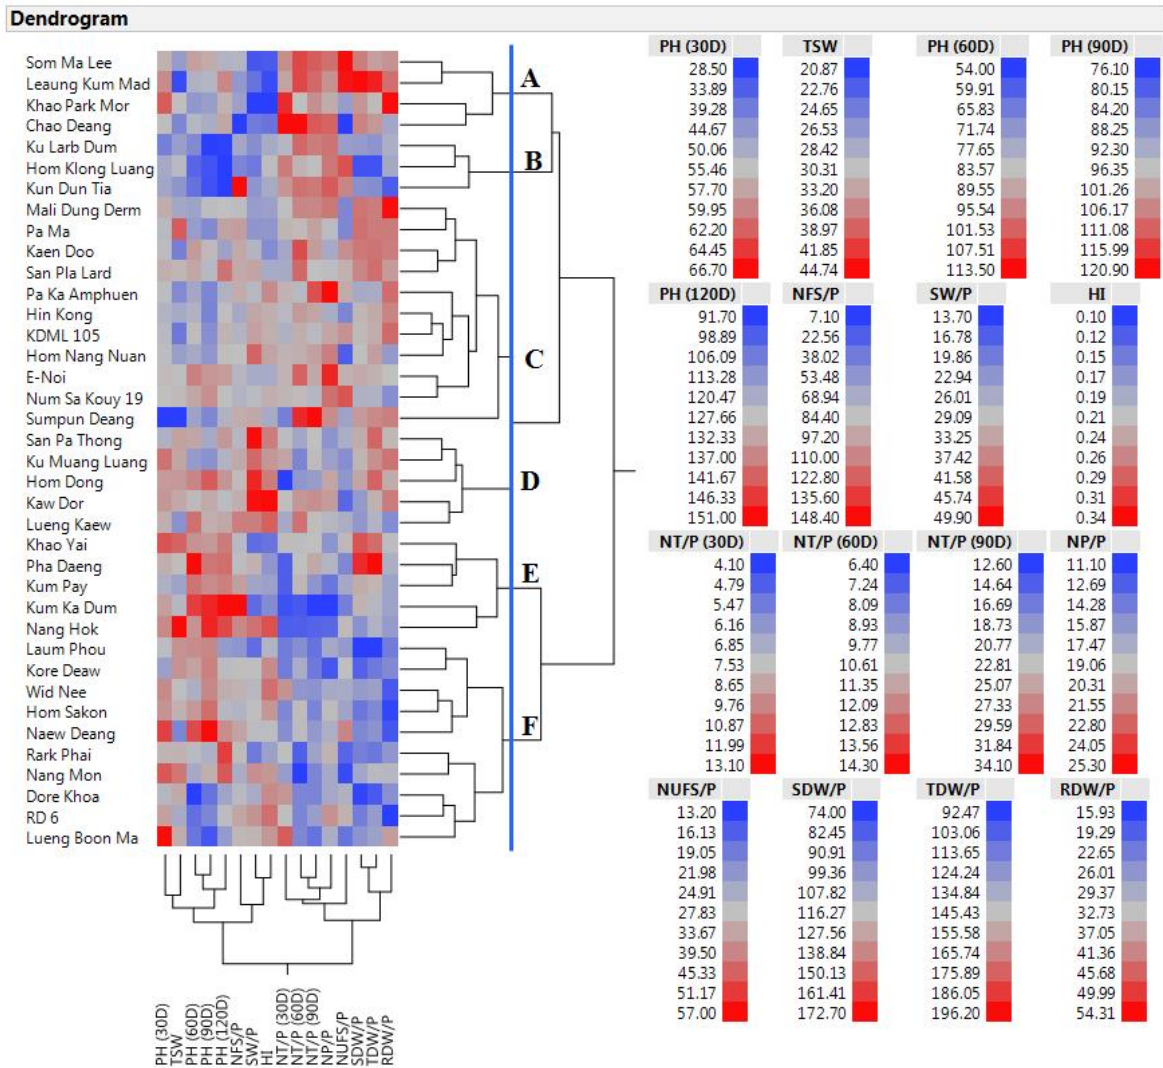 Dendrogram
Som Ma Lee
Leaung Kum Mad
Khao Park Mor
Chao Deang
Ku Larb Dum
Hom Klong Luang
Kun Dun Tia
Mali Dung Derm
Pa Ma
Kaen Doo
San Pla Lard
Pa Ka Amphuen
Hin Kong
KDML 105
Hom Nang Nuan
E-Noi
Num Sa Kouy 19
Sumpun Deang
San Pa Thong
Ku Muang Luang
Hom Dong
Kaw Dor
Lueng Kaew
Khao Yai
Pha Daeng
Kum Pay
Kum Ka Dum
Nang Hok
Laum Phou
Kore Deaw
Wid Nee
Hom Sakon
Naew Deang
Rark Phai
Nang Mon
Dore Khoa
RD 6
Lueng Boon Ma
A
B
C
D
E
F
PH (30D)
TSW
PH (60D)
PH (90D)
PH (120D)
NFS/P
SW/P
HI
NT/P (30D)
NT/P (60D)
NT/P (90D)
NP/P
NUFS/P
SDW/P
TDW/P
RDW/P
PH (30D) TSW PH (60D) PH (90D)
28.50 20.87 54.00 76.10
33.89 22.76 59.91 80.15
39.28 24.65 65.83 84.20
44.67 26.53 71.74 88.25
50.06 28.42 77.65 92.30
55.46 30.31 83.57 96.35
57.70 33.20 89.55 101.26
59.95 36.08 95.54 106.17
62.20 38.97 101.53 111.08
64.45 41.85 107.51 115.99
66.70 44.74 113.50 120.90
PH (120D) NFS/P SW/P HI
91.70 7.10 13.70 0.10
98.89 22.56 16.78 0.12
106.09 38.02 19.86 0.15
113.28 53.48 22.94 0.17
120.47 68.94 26.01 0.19
127.66 84.40 29.09 0.21
132.33 97.20 33.25 0.24
137.00 110.00 37.42 0.26
141.67 122.80 41.58 0.29
146.33 135.60 45.74 0.31
151.00 148.40 49.90 0.34
NT/P (30D) NT/P (60D) NT/P (90D) NP/P
4.10 6.40 12.60 11.10
4.79 7.24 14.64 12.69
5.47 8.09 16.69 14.28
6.16 8.93 18.73 15.87
6.85 9.77 20.77 17.47
7.53 10.61 22.81 19.06
8.65 11.35 25.07 20.31
9.76 12.09 27.33 21.55
10.87 12.83 29.59 22.80
11.99 13.56 31.84 24.05
13.10 14.30 34.10 25.30
NUFS/P SDW/P TDW/P RDW/P
13.20 74.00 92.47 15.93
16.13 82.45 103.06 19.29
19.05 90.91 113.65 22.65
21.98 99.36 124.24 26.01
24.91 107.82 134.84 29.37
27.83 116.27 145.43 32.73
33.67 127.56 155.58 37.05
39.50 138.84 165.74 41.36
45.33 150.13 175.89 45.68
51.17 161.41 186.05 49.99
57.00 172.70 196.20 54.31